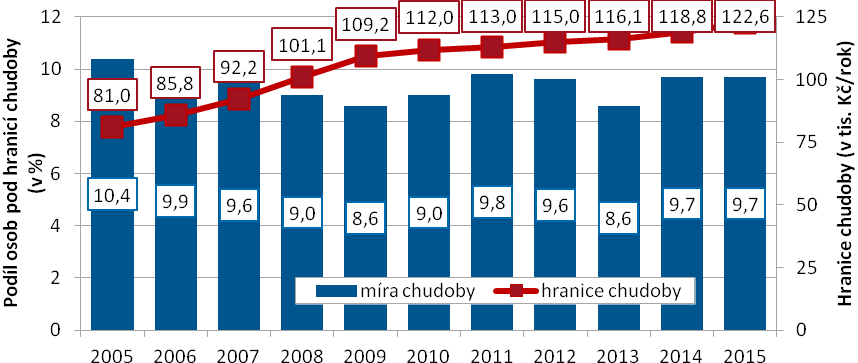 Podíl osob pod hranicí chudoby
(v %)
12
10
8
6
4
2
0
81,0 85,8 92,2 101,1 109,2 112,0 113,0 115,0 116,1 118,8 122,6
10,4 9,9 9,6 9,0 8,6 9,0 9,8 9,6 8,6 9,7 9,7
míra chudoby hranice chudoby
2005 2006 2007 2008 2009 2010 2011 2012 2013 2014 2015
125
100
75
50
25
0
Hranice chudoby (v tis. Kč/rok)